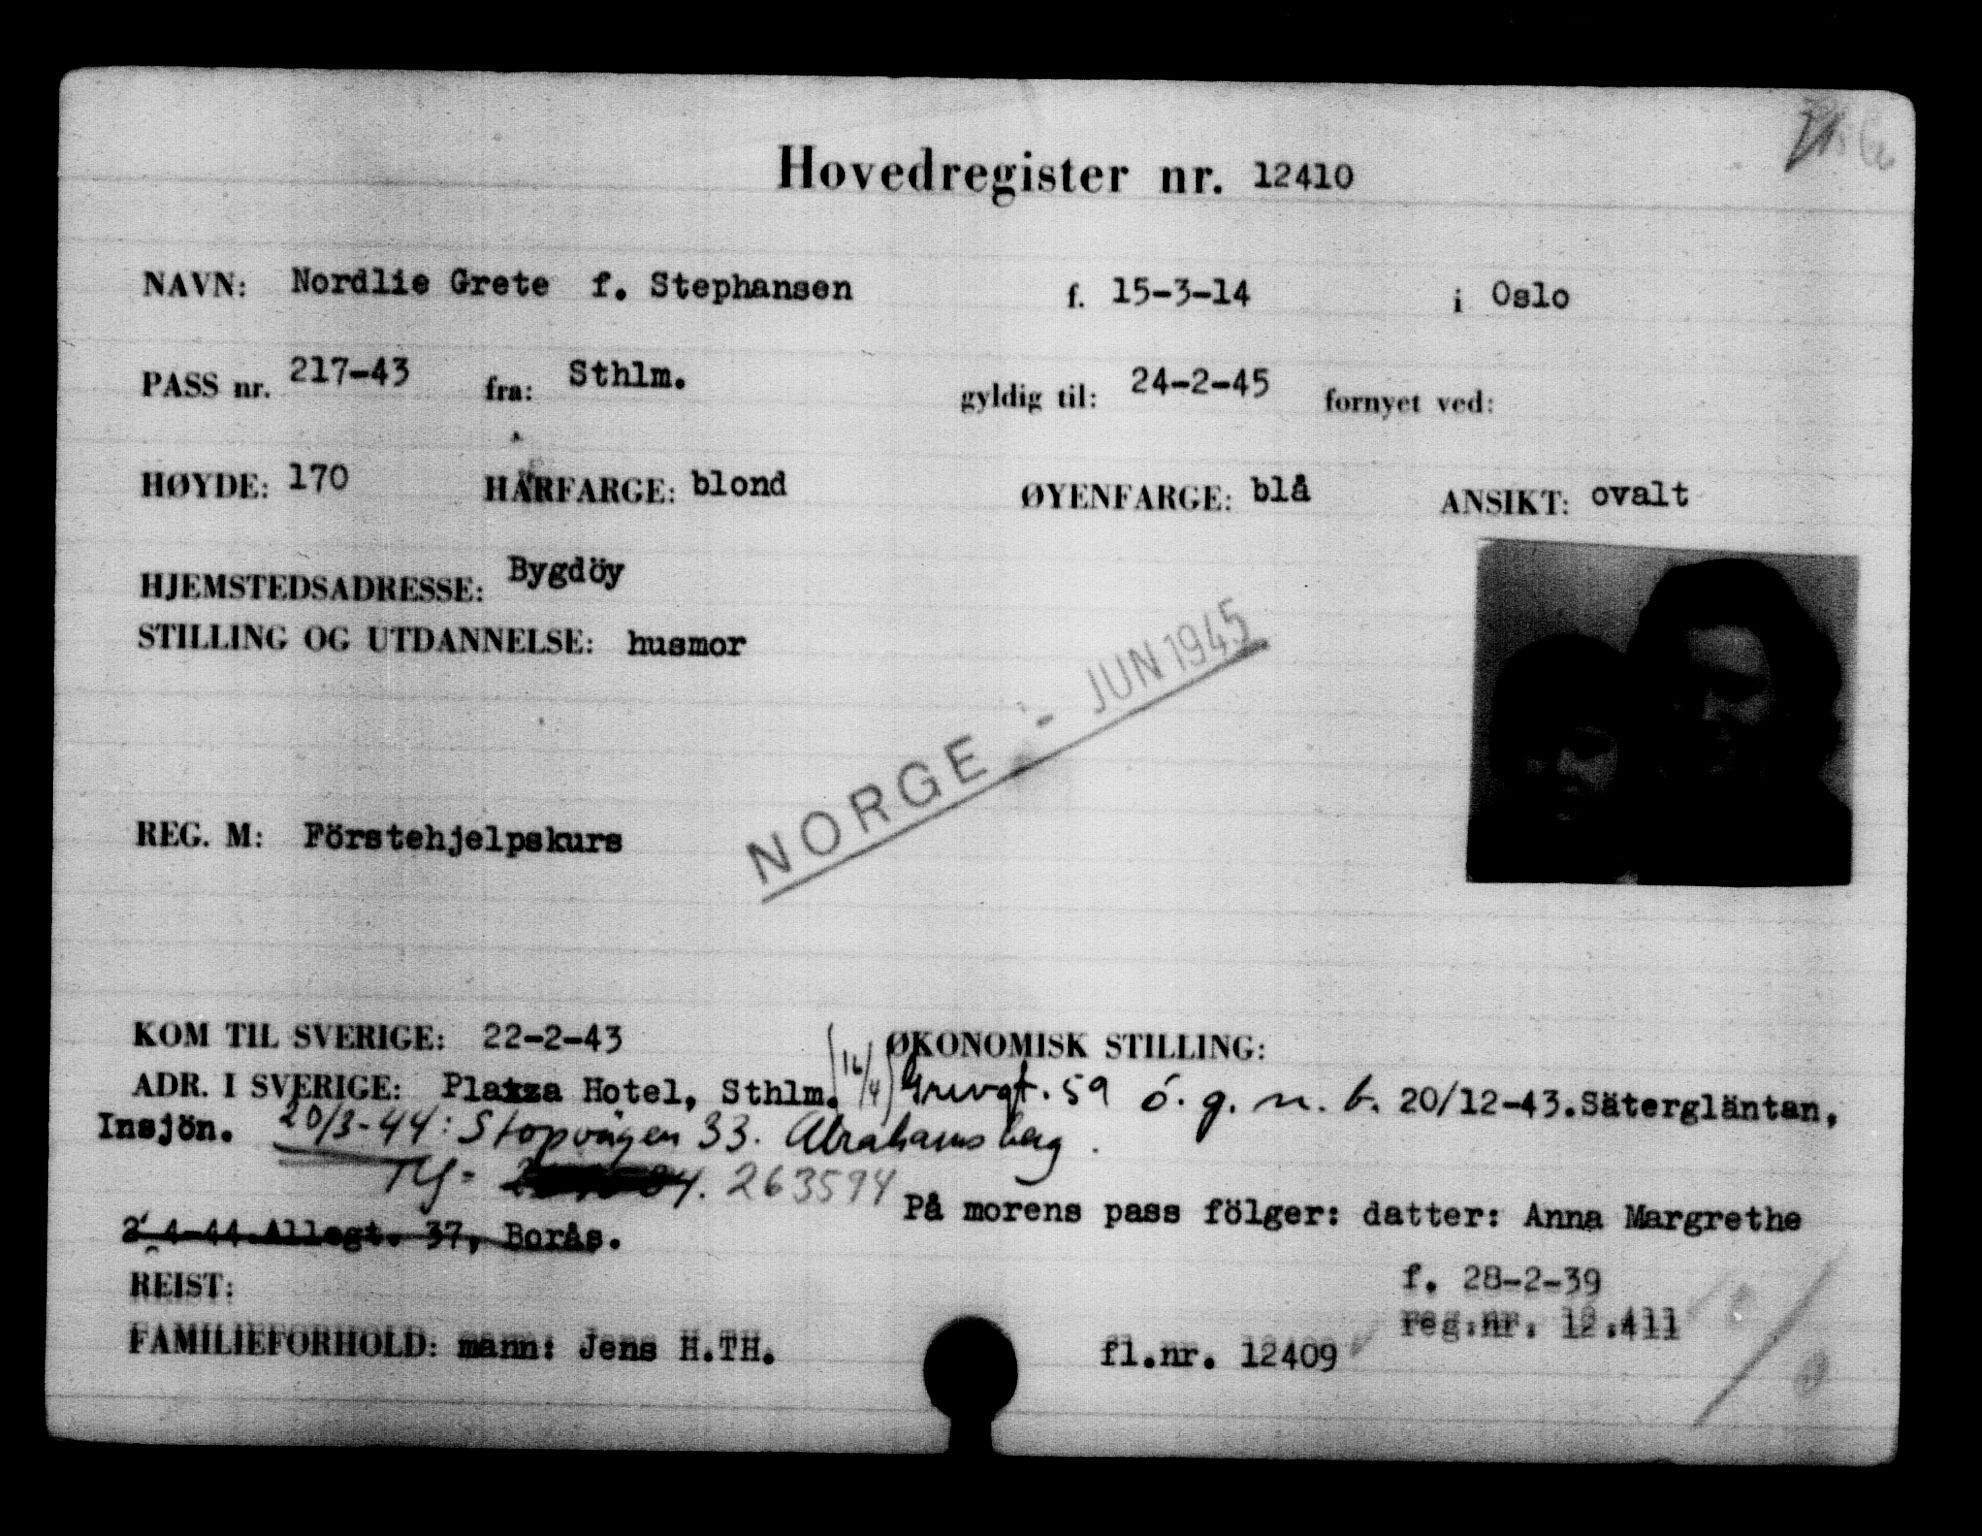 Hovedregister nr. 12410
NAVN: Nordlie Grete f. Stephansen f. 15-3-14 i Oslo
PASS nr. 217-43 fra: Sthlm. gyldig til: 24-2-45 fornyet ved:
HØYDE: 170 HÅRFARGE: blond ØYENFARGE: blå ANSIKT: ovalt
HJEMSTEDSADRESSE: Bygdöy
STILLING OG UTDANNELSE: husmor
NORGE - JUN 1945
REG. M: Förstehjelpskurs
KOM TIL SVERIGE: 22-2-43 ØKONOMISK STILLING:
ADR. I SVERIGE: Plazza Hotel, Sthlm. (16/4) Grevgt. 59 ö. g. n. b. 20/12-43.Sätergläntan,
Insjön. 20/3-44: Stopvägen 33. Abrahamsberg.
263594
På morens pass fölger: datter: Anna Margrethe
4-44.Allegt. 37, Borås.
f. 28-2-39
REIST:
reg.nr. 12.411
FAMILIEFORHOLD: mann: Jens H.TH. fl.nr. 12409